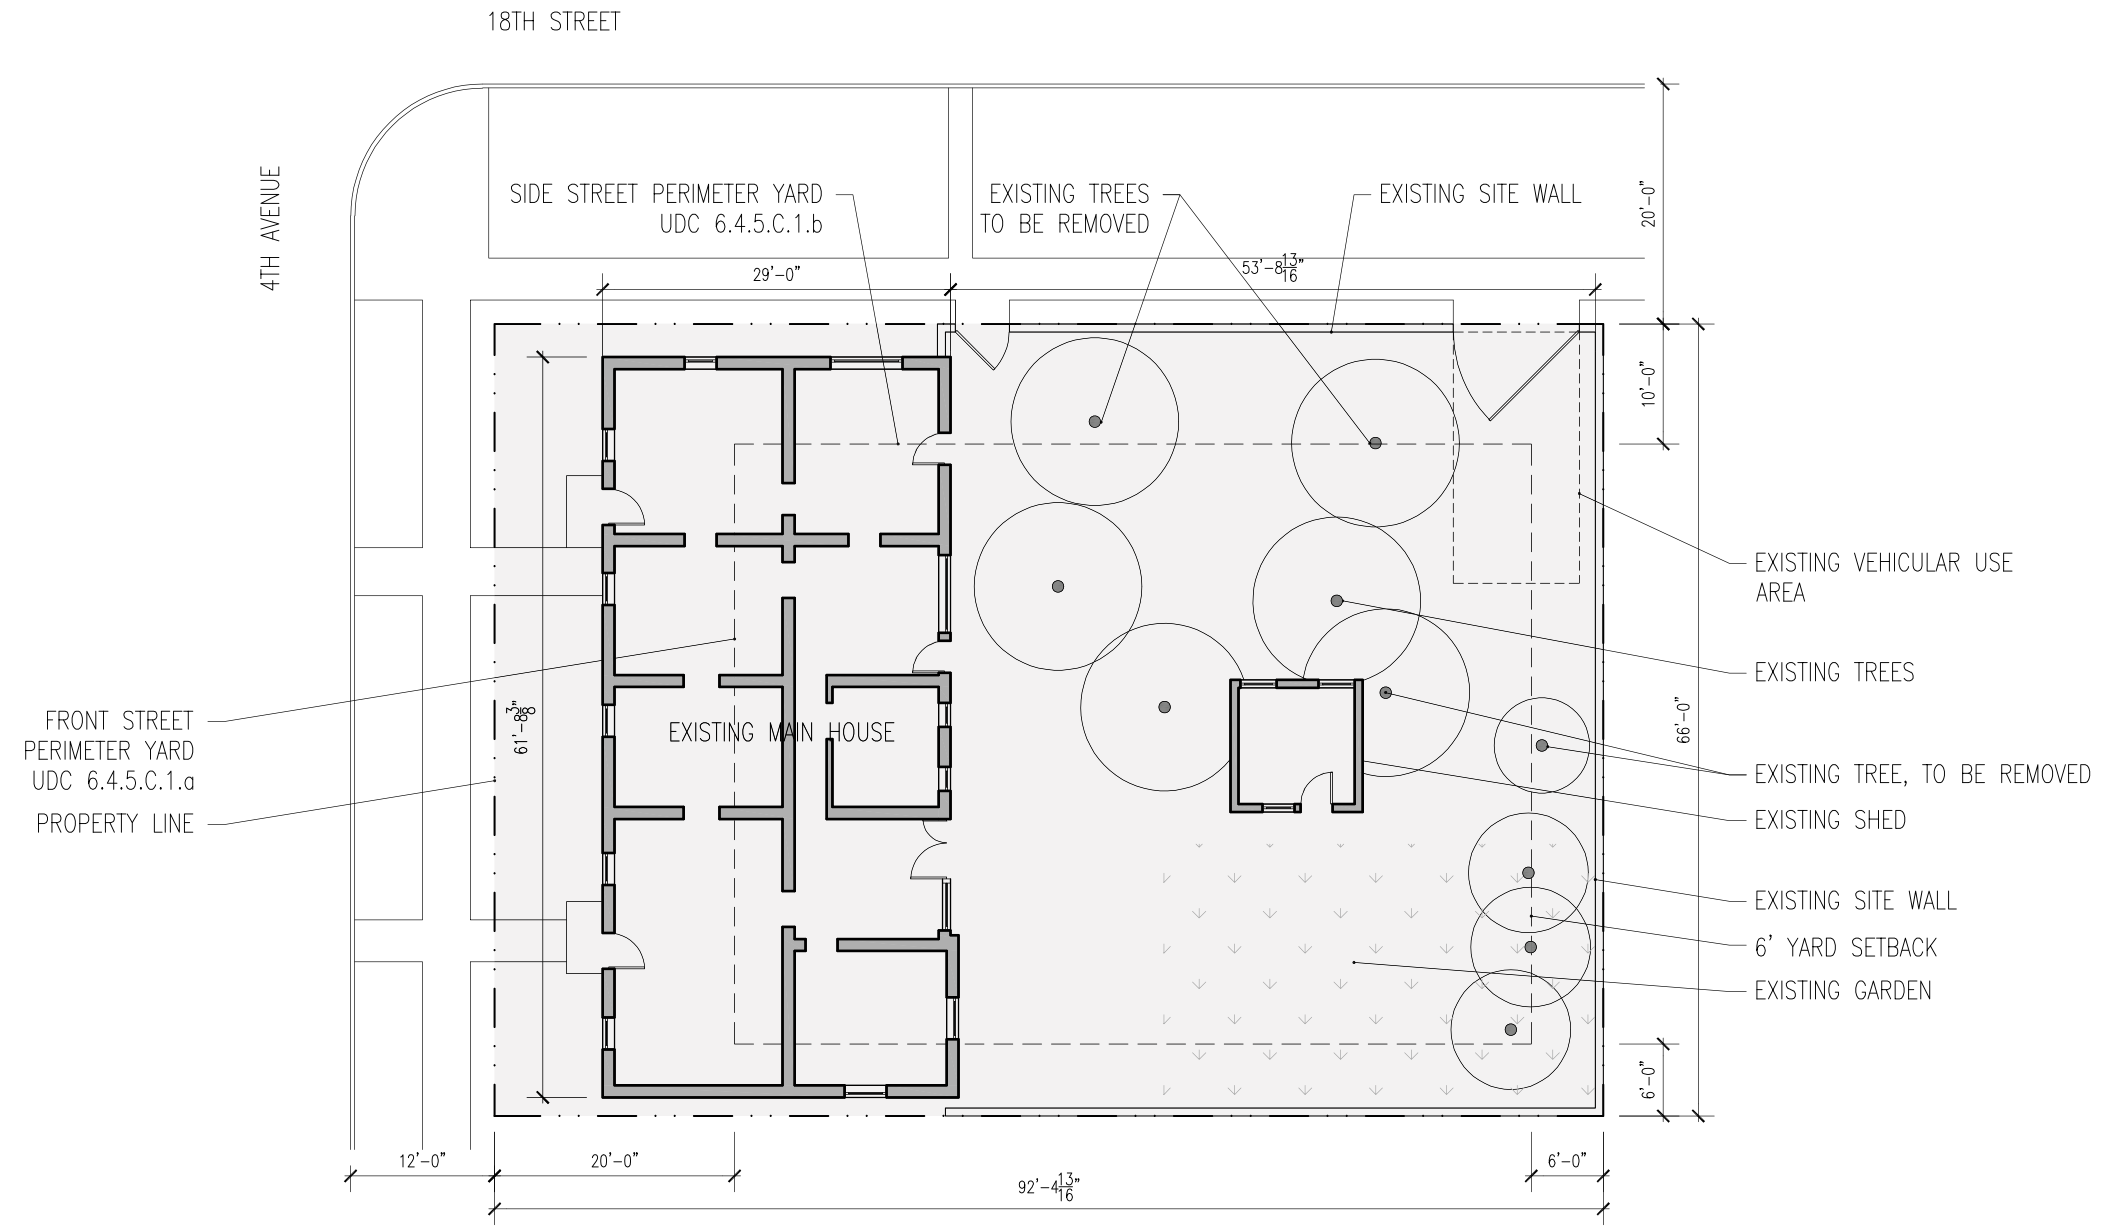 18TH STREET
4TH AVENUE
SIDE STREET PERIMETER YARD
UDC 6.4.5.C.1.b
EXISTING TREES
TO BE REMOVED
EXISTING SITE WALL
20'-0"
29'-0"
53'-8 13/16"
10'-0"
EXISTING VEHICULAR USE
AREA
EXISTING TREES
FRONT STREET
PERIMETER YARD
UDC 6.4.5.C.1.a
PROPERTY LINE
61'-8 3/8"
EXISTING MAIN HOUSE
66'-0"
EXISTING TREE, TO BE REMOVED
EXISTING SHED
EXISTING SITE WALL
6' YARD SETBACK
EXISTING GARDEN
6'-0"
12'-0"
20'-0"
6'-0"
92'-4 13/16"